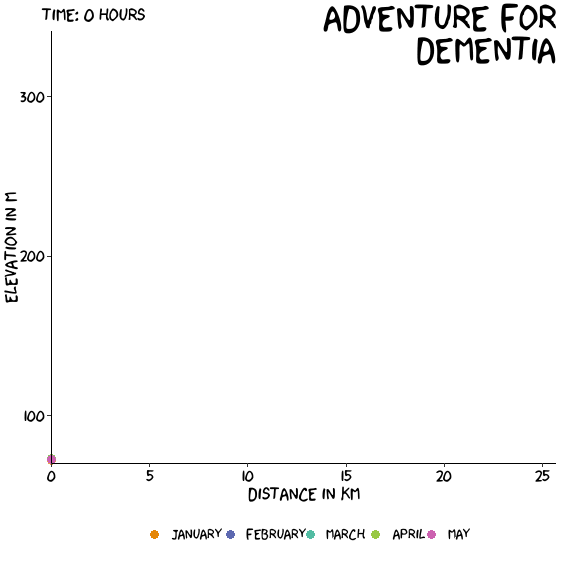 TIME: 0 HOURS
ADVENTURE FOR
DEMENTIA
300
200
100
ELEVATION IN M
0 5 10 15 20 25
DISTANCE IN KM
JANUARY FEBRUARY MARCH APRIL MAY